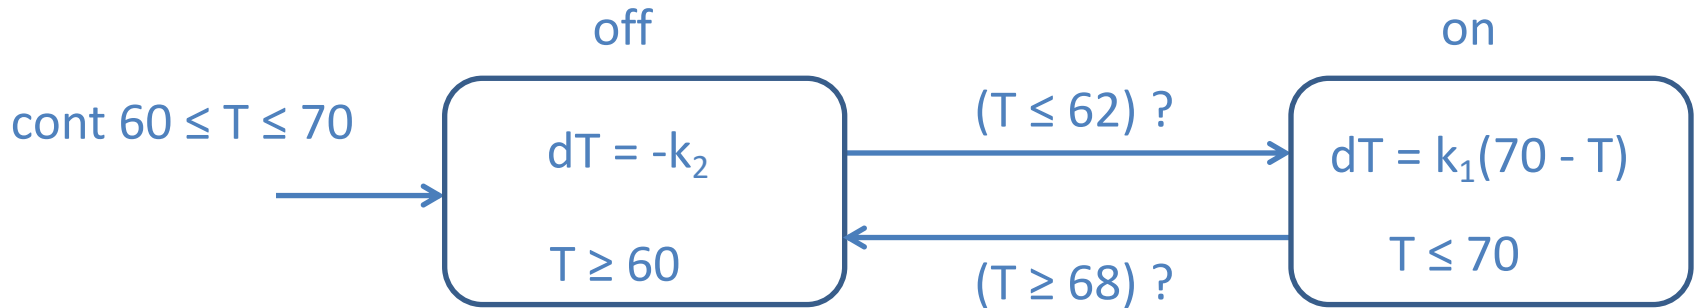 off
on
cont 60 ≤ T ≤ 70
(T ≤ 62) ?
dT = -k₂
dT = k₁(70 - T)
T ≥ 60
(T ≥ 68) ?
T ≤ 70